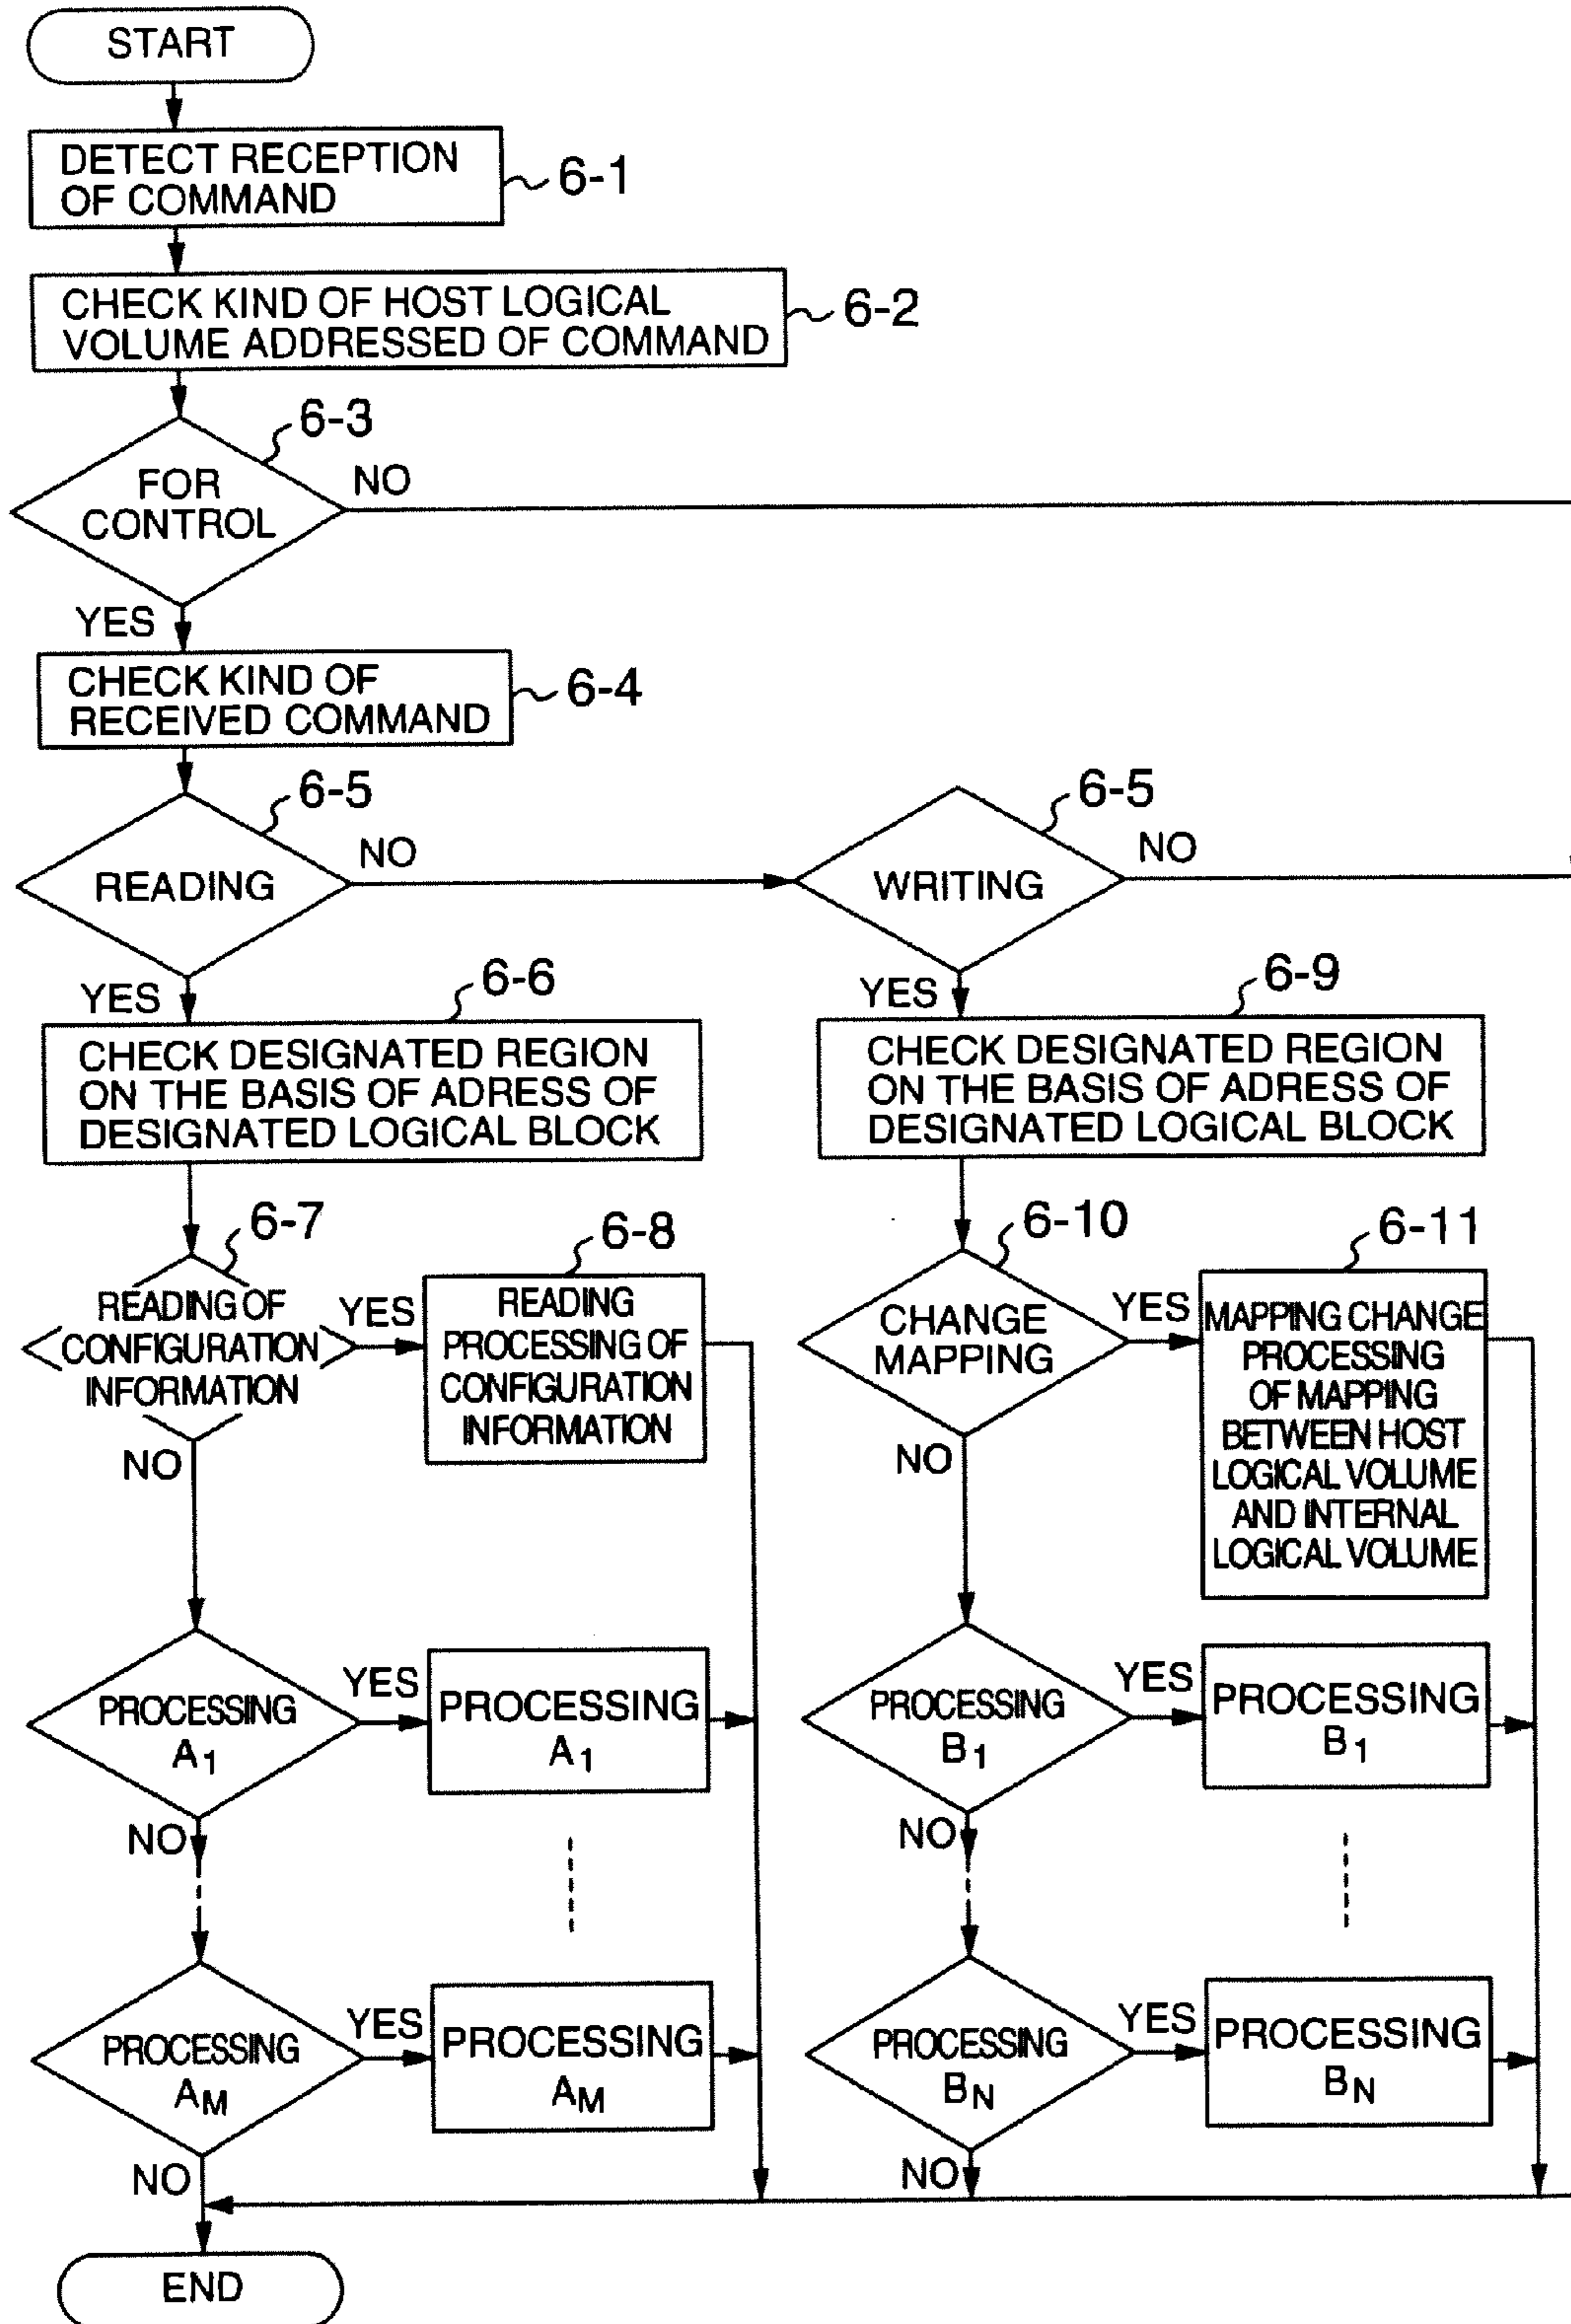 START
DETECT RECEPTION
OF COMMAND
6-1
CHECK KIND OF HOST LOGICAL
VOLUME ADDRESSED OF COMMAND
6-2
6-3
FOR
CONTROL
NO
YES
CHECK KIND OF
RECEIVED COMMAND
6-4
6-5
READING
NO
6-5
WRITING
NO
YES
6-6
CHECK DESIGNATED REGION
ON THE BASIS OF ADRESS OF
DESIGNATED LOGICAL BLOCK
YES
6-9
CHECK DESIGNATED REGION
ON THE BASIS OF ADRESS OF
DESIGNATED LOGICAL BLOCK
6-7
READING OF
CONFIGURATION
INFORMATION
YES
NO
6-8
READING
PROCESSING OF
CONFIGURATION
INFORMATION
6-10
CHANGE
MAPPING
YES
NO
6-11
MAPPING CHANGE
PROCESSING
OF MAPPING
BETWEEN HOST
LOGICAL VOLUME
AND INTERNAL
LOGICAL VOLUME
PROCESSING
A1
YES
NO
PROCESSING
A1
PROCESSING
B1
YES
NO
PROCESSING
B1
PROCESSING
AM
YES
NO
PROCESSING
AM
PROCESSING
BN
YES
NO
PROCESSING
BN
END